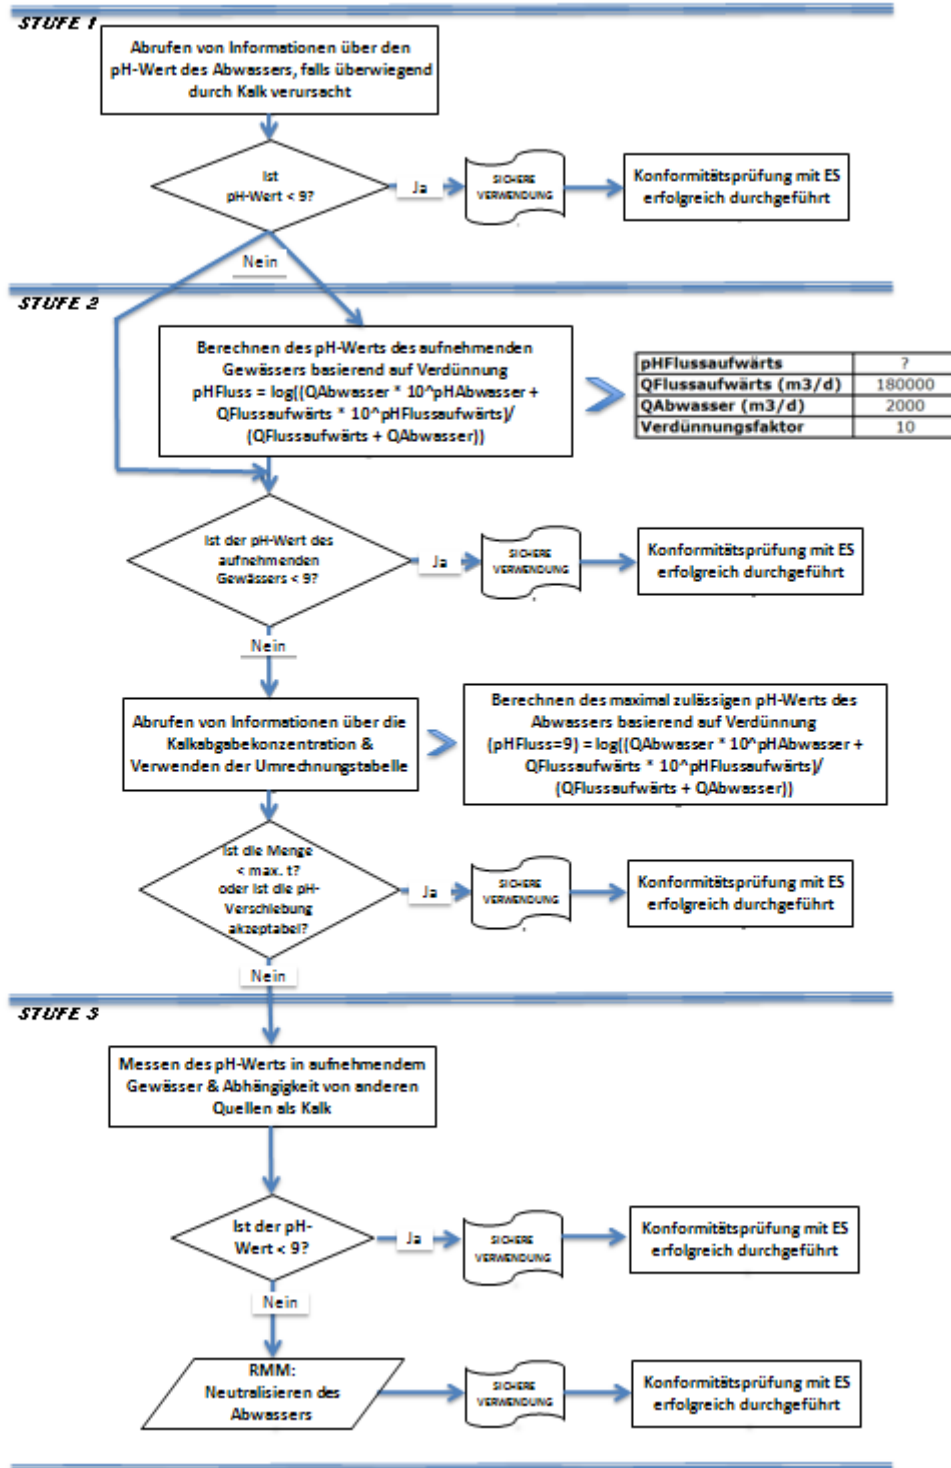 STUFE 1
Abrufen von Informationen über den
pH-Wert des Abwassers, falls überwiegend
durch Kalk verursacht
Ist
pH-Wert < 9?
Ja
SICHERE
VERWENDUNG
Konformitätsprüfung mit ES
erfolgreich durchgeführt
Nein
STUFE 2
Berechnen des pH-Werts des aufnehmenden
Gewässers basierend auf Verdünnung
pHFluss = log((QAbwasser * 10^pHAbwasser +
QFlussaufwärts * 10^pHFlussaufwärts)/
(QFlussaufwärts + QAbwasser))
pHFlussaufwärts ?
QFlussaufwärts (m3/d) 180000
QAbwasser (m3/d) 2000
Verdünnungsfaktor 10
Ist der pH-Wert des
aufnehmenden
Gewässers < 9?
Ja
SICHERE
VERWENDUNG
Konformitätsprüfung mit ES
erfolgreich durchgeführt
Nein
Abrufen von Informationen über die
Kalkabgabekonzentration &
Verwenden der Umrechnungstabelle
Berechnen des maximal zulässigen pH-Werts des
Abwassers basierend auf Verdünnung
(pHFluss=9) = log((QAbwasser * 10^pHAbwasser +
QFlussaufwärts * 10^pHFlussaufwärts)/
(QFlussaufwärts + QAbwasser))
Ist die Menge
< max. t?
oder ist die pH-
Verschiebung
akzeptabel?
Ja
SICHERE
VERWENDUNG
Konformitätsprüfung mit ES
erfolgreich durchgeführt
Nein
STUFE 3
Messen des pH-Werts in aufnehmendem
Gewässer & Abhängigkeit von anderen
Quellen als Kalk
Ist der pH-
Wert < 9?
Ja
SICHERE
VERWENDUNG
Konformitätsprüfung mit ES
erfolgreich durchgeführt
Nein
RMM:
Neutralisieren des
Abwassers
SICHERE
VERWENDUNG
Konformitätsprüfung mit ES
erfolgreich durchgeführt